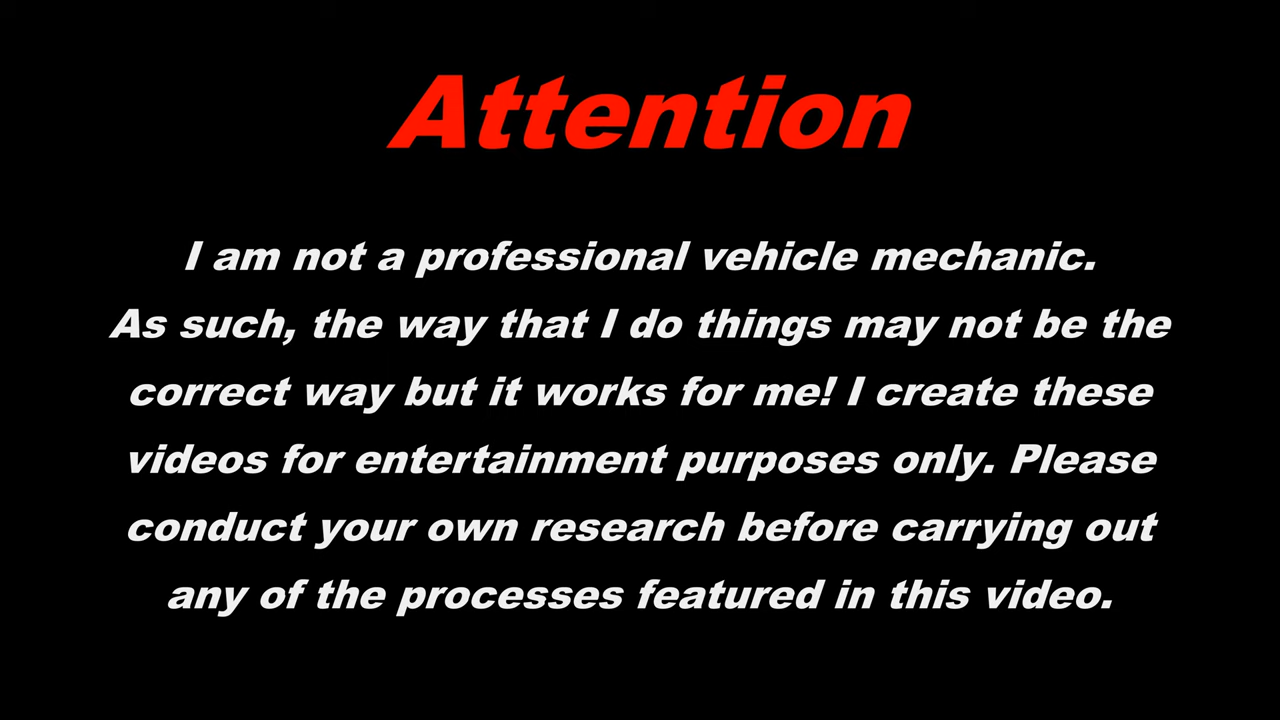 Attention
I am not a professional vehicle mechanic.
As such, the way that I do things may not be the
correct way but it works for me! I create these
videos for entertainment purposes only. Please
conduct your own research before carrying out
any of the processes featured in this video.